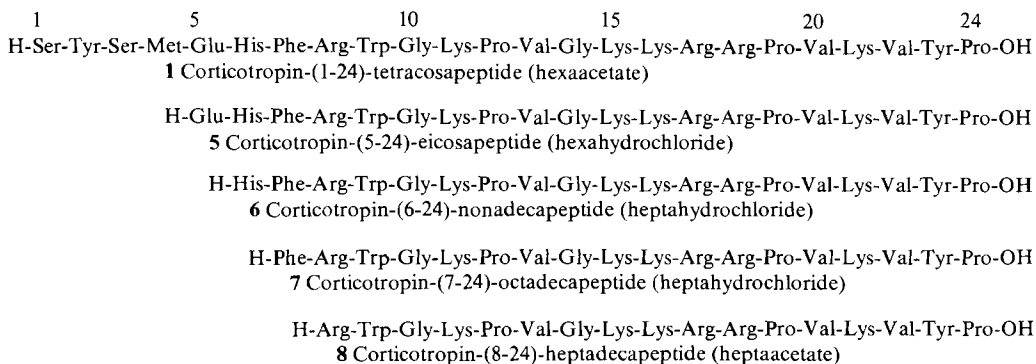 1 5 10 15 20 24
H-Ser-Tyr-Ser-Met-Glu-His-Phe-Arg-Trp-Gly-Lys-Pro-Val-Gly-Lys-Lys-Arg-Arg-Pro-Val-Lys-Val-Tyr-Pro-OH
1 Corticotropin-(1-24)-tetracosapeptide (hexaacetate)
H-Glu-His-Phe-Arg-Trp-Gly-Lys-Pro-Val-Gly-Lys-Lys-Arg-Arg-Pro-Val-Lys-Val-Tyr-Pro-OH
5 Corticotropin-(5-24)-eicosapeptide (hexahydrochloride)
H-His-Phe-Arg-Trp-Gly-Lys-Pro-Val-Gly-Lys-Lys-Arg-Arg-Pro-Val-Lys-Val-Tyr-Pro-OH
6 Corticotropin-(6-24)-nonadecapeptide (heptahydrochloride)
H-Phe-Arg-Trp-Gly-Lys-Pro-Val-Gly-Lys-Lys-Arg-Arg-Pro-Val-Lys-Val-Tyr-Pro-OH
7 Corticotropin-(7-24)-octadecapeptide (heptahydrochloride)
H-Arg-Trp-Gly-Lys-Pro-Val-Gly-Lys-Lys-Arg-Arg-Pro-Val-Lys-Val-Tyr-Pro-OH
8 Corticotropin-(8-24)-heptadecapeptide (heptaacetate)